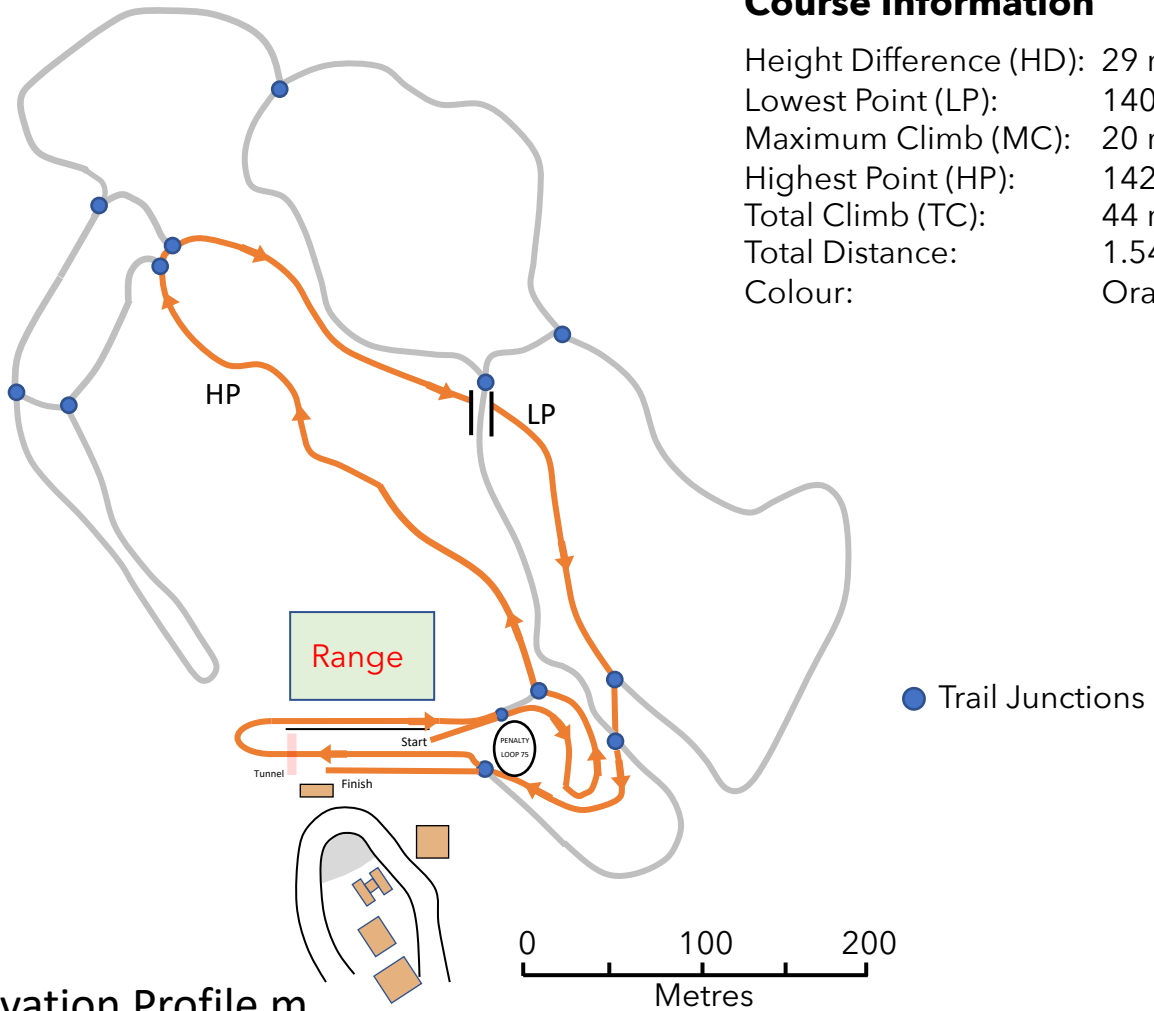 Course Information
Height Difference (HD): 29
Lowest Point (LP): 140
Maximum Climb (MC): 20
Highest Point (HP): 142
Total Climb (TC): 44
Total Distance: 1.54
Colour: Ora
HP
LP
Range
Trail Junctions
Start
PENALTY
LOOP 75
Tunnel
Finish
0 100 200
Metres
vation Profile m